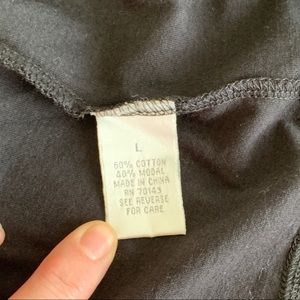 L
60% COTTON
40% MODAL
MADE IN CHINA
RN 70143
SEE REVERSE
FOR CARE